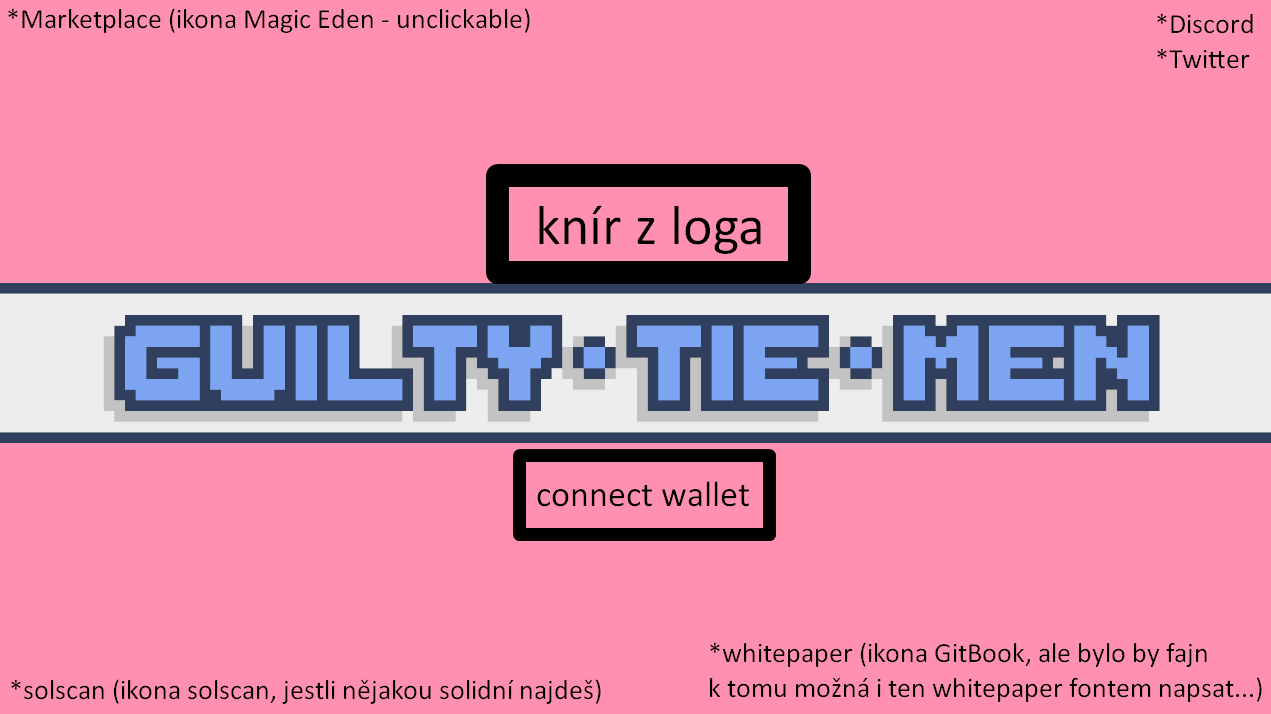 *Marketplace (ikona Magic Eden - unclickable)
*Discord
*Twitter
knír z loga
GUILTY•TIE•MEN
connect wallet
*whitepaper (ikona GitBook, ale bylo by fajn
k tomu možná i ten whitepaper fontem napsat...)
*solscan (ikona solscan, jestli nějakou solidní najdeš)